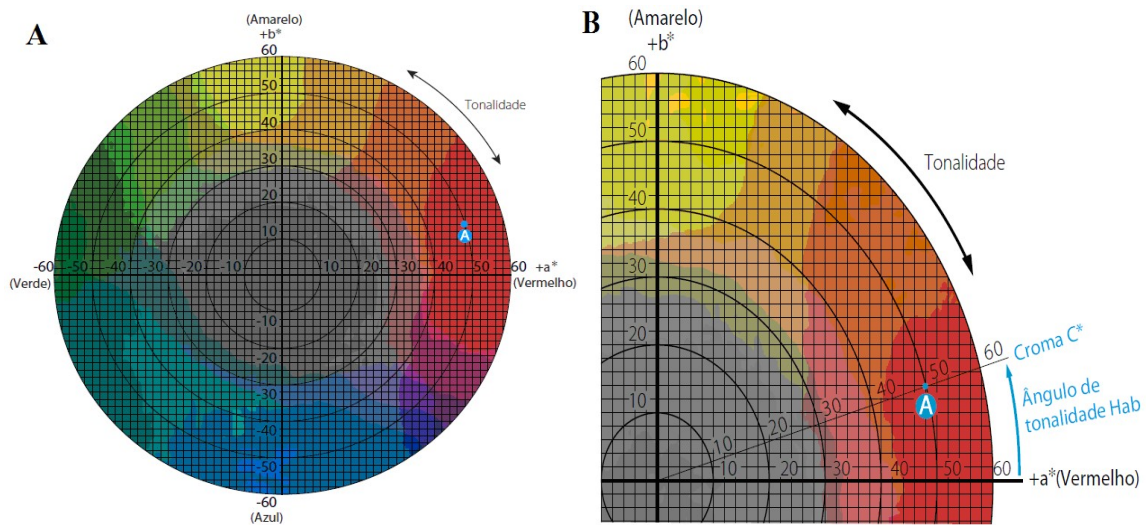 A
(Amarelo)
+b*
60
50
40
30
20
10
Tonalidade
A
-60
-50
-40
-30
-20
-10
10
20
30
40
50
60
+a*
(Verde)
(Vermelho)
-10
-20
-30
-40
-50
-60
(Azul)
B
(Amarelo)
+b*
60
50
40
30
20
10
Tonalidade
10
20
30
40
50
60
Croma C*
Ângulo de
tonalidade Hab
A
10
20
30
40
50
60
+a*(Vermelho)